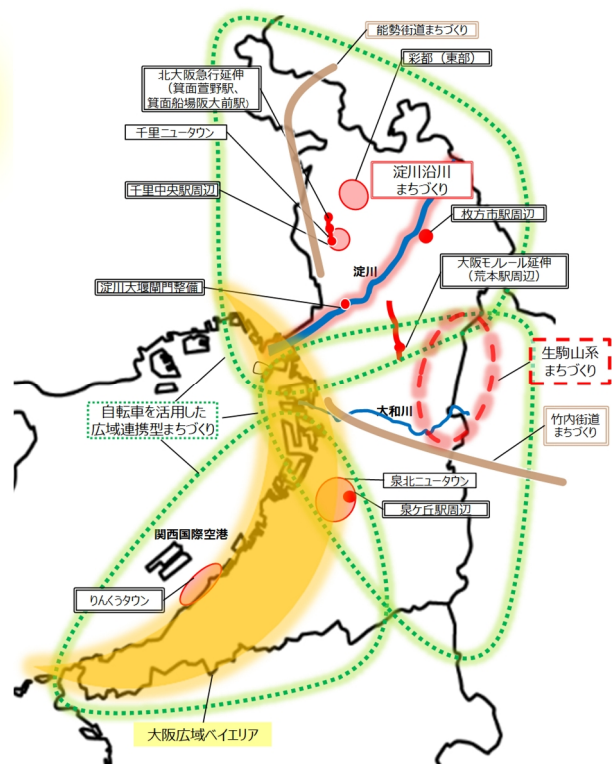 能勢街道まちづくり
彩都（東部）
北大阪急行延伸
（箕面萱野駅、
箕面船場阪大前駅）
千里ニュータウン
千里中央駅周辺
淀川沿川
まちづくり
枚方市駅周辺
淀川
大阪モノレール延伸
（荒本駅周辺）
淀川大堰閘門整備
生駒山系
まちづくり
自転車を活用した
広域連携型まちづくり
大和川
竹内街道
まちづくり
泉北ニュータウン
泉ケ丘駅周辺
関西国際空港
りんくうタウン
大阪広域ベイエリア